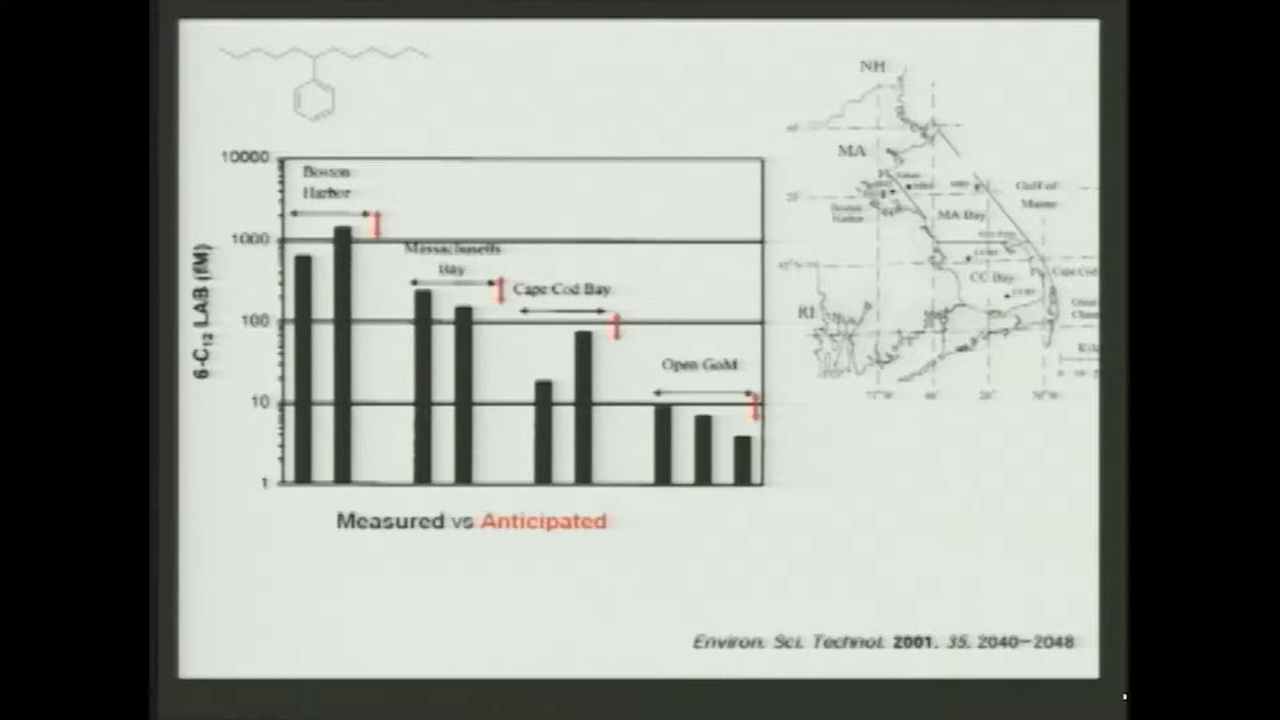 10000
1000
100
10
1
6-C12 LAB (fM)
Boston
Harbor
Massachusetts
Bay
Cape Cod Bay
Open GoM
Measured vs Anticipated
NH
MA
RI
Gulf of
Maine
Boston
Harbor
MA Bay
CC Bay
Cape Cod
Environ. Sci. Technol. 2001, 35, 2040–2048